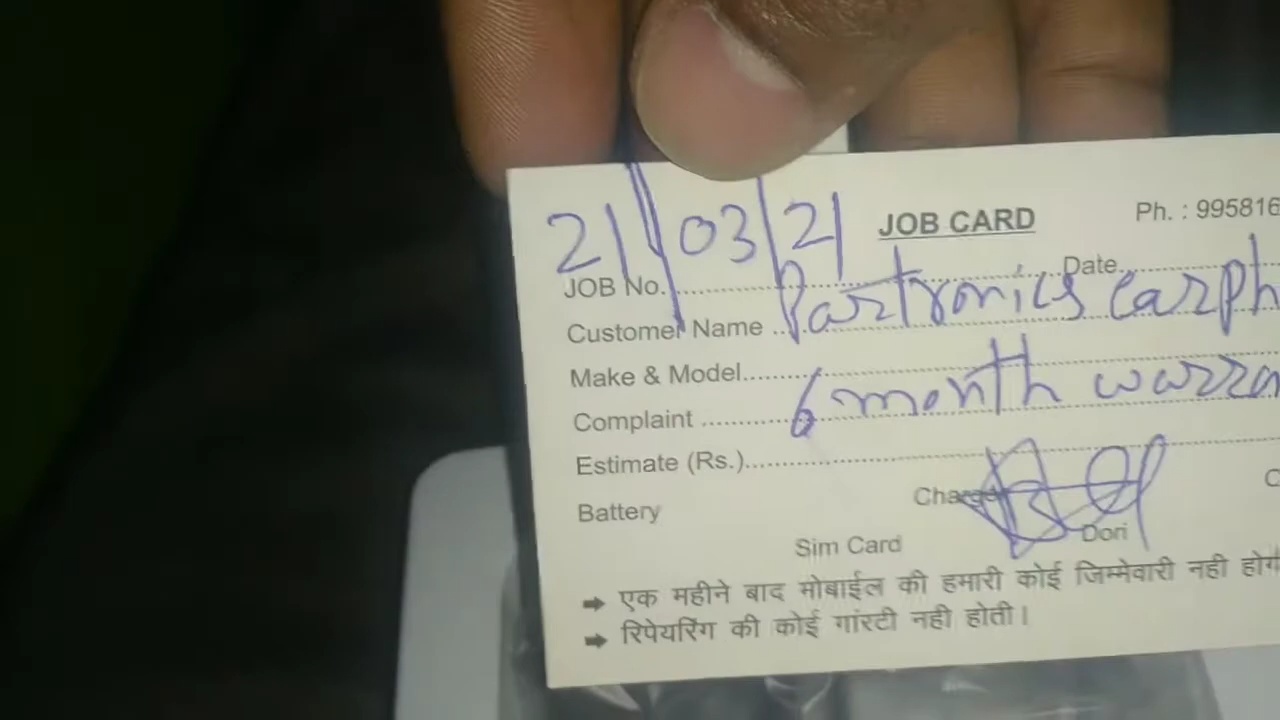 21/03/21 JOB CARD Ph. : 995816
JOB No. Date
Customer Name Partronics earph
Make & Model
Complaint 6 month warra
Estimate (Rs.)
Battery Charger C
Sim Card Dori
➡ एक महीने बाद मोबाईल की हमारी कोई जिम्मेवारी नही होग
➡ रिपेयरिंग की कोई गांरटी नही होती।